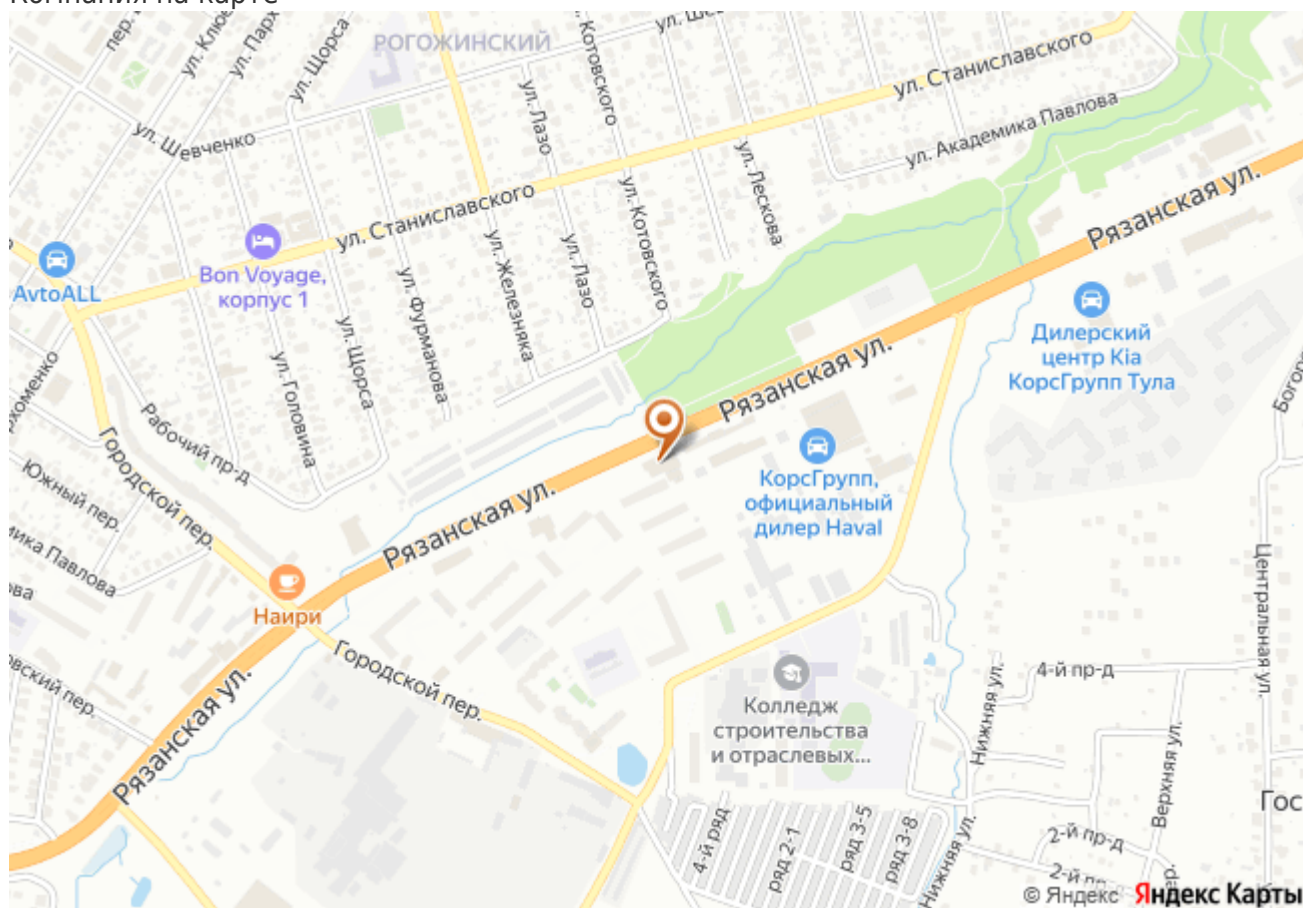 Компания на карте
РОГОЖИНСКИЙ
ул. Щорса
ул. Котовского
ул. Станиславского
ул. Шевченко
ул. Лазо
ул. Академика Павлова
ул. Лескова
Рязанская ул.
ул. Станиславского
ул. Котовского
Bon Voyage,
корпус 1
AvtoALL
ул. Лазо
ул. Железняка
ул. Фурманова
ул. Щорса
ул. Головина
Дилерский
центр Kia
КорсГрупп Тула
Рязанская ул.
Рабочий пр-д
Городской пер.
Южный пер.
КорсГрупп,
официальный
дилер Haval
Рязанская ул.
Павлова
Центральная ул.
Наири
Городской пер.
Рязанская ул.
Колледж
строительства
и отраслевых...
4-й пр-д
Нижняя ул.
Верхняя ул.
4-й ряд
ряд 2-1
ряд 3-5
ряд 3-8
Нижняя ул.
2-й пр-д
© Яндекс Яндекс Карты